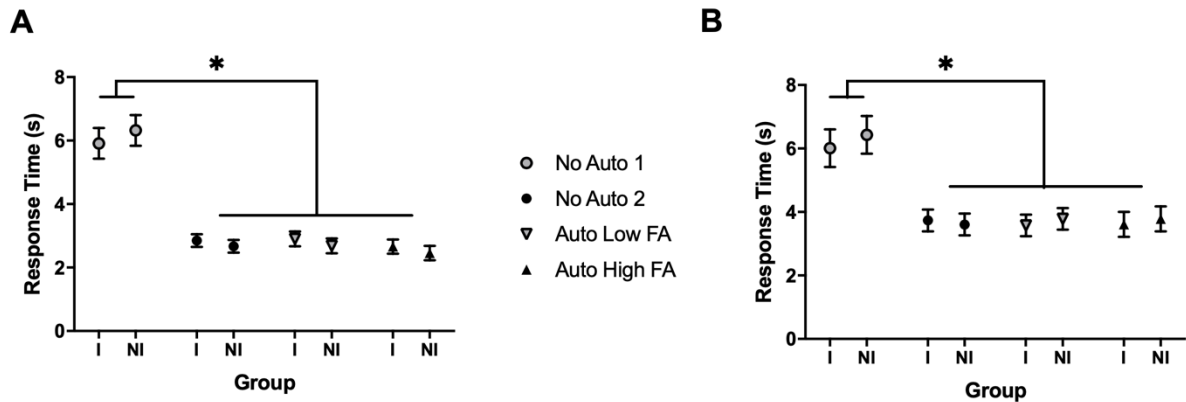 A
*
8
6
4
2
0
Response Time (s)
I NI I NI I NI I NI
Group
No Auto 1
No Auto 2
Auto Low FA
Auto High FA
B
*
8
6
4
2
0
Response Time (s)
I NI I NI I NI I NI
Group